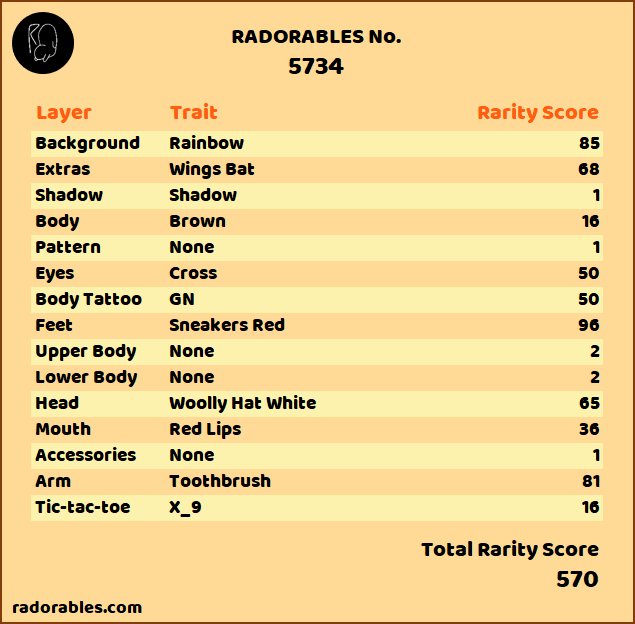 RADORABLES No.
5734
Layer Trait Rarity Score
Background Rainbow 85
Extras Wings Bat 68
Shadow Shadow 1
Body Brown 16
Pattern None 1
Eyes Cross 50
Body Tattoo GN 50
Feet Sneakers Red 96
Upper Body None 2
Lower Body None 2
Head Woolly Hat White 65
Mouth Red Lips 36
Accessories None 1
Arm Toothbrush 81
Tic-tac-toe X_9 16
Total Rarity Score
570
radorables.com